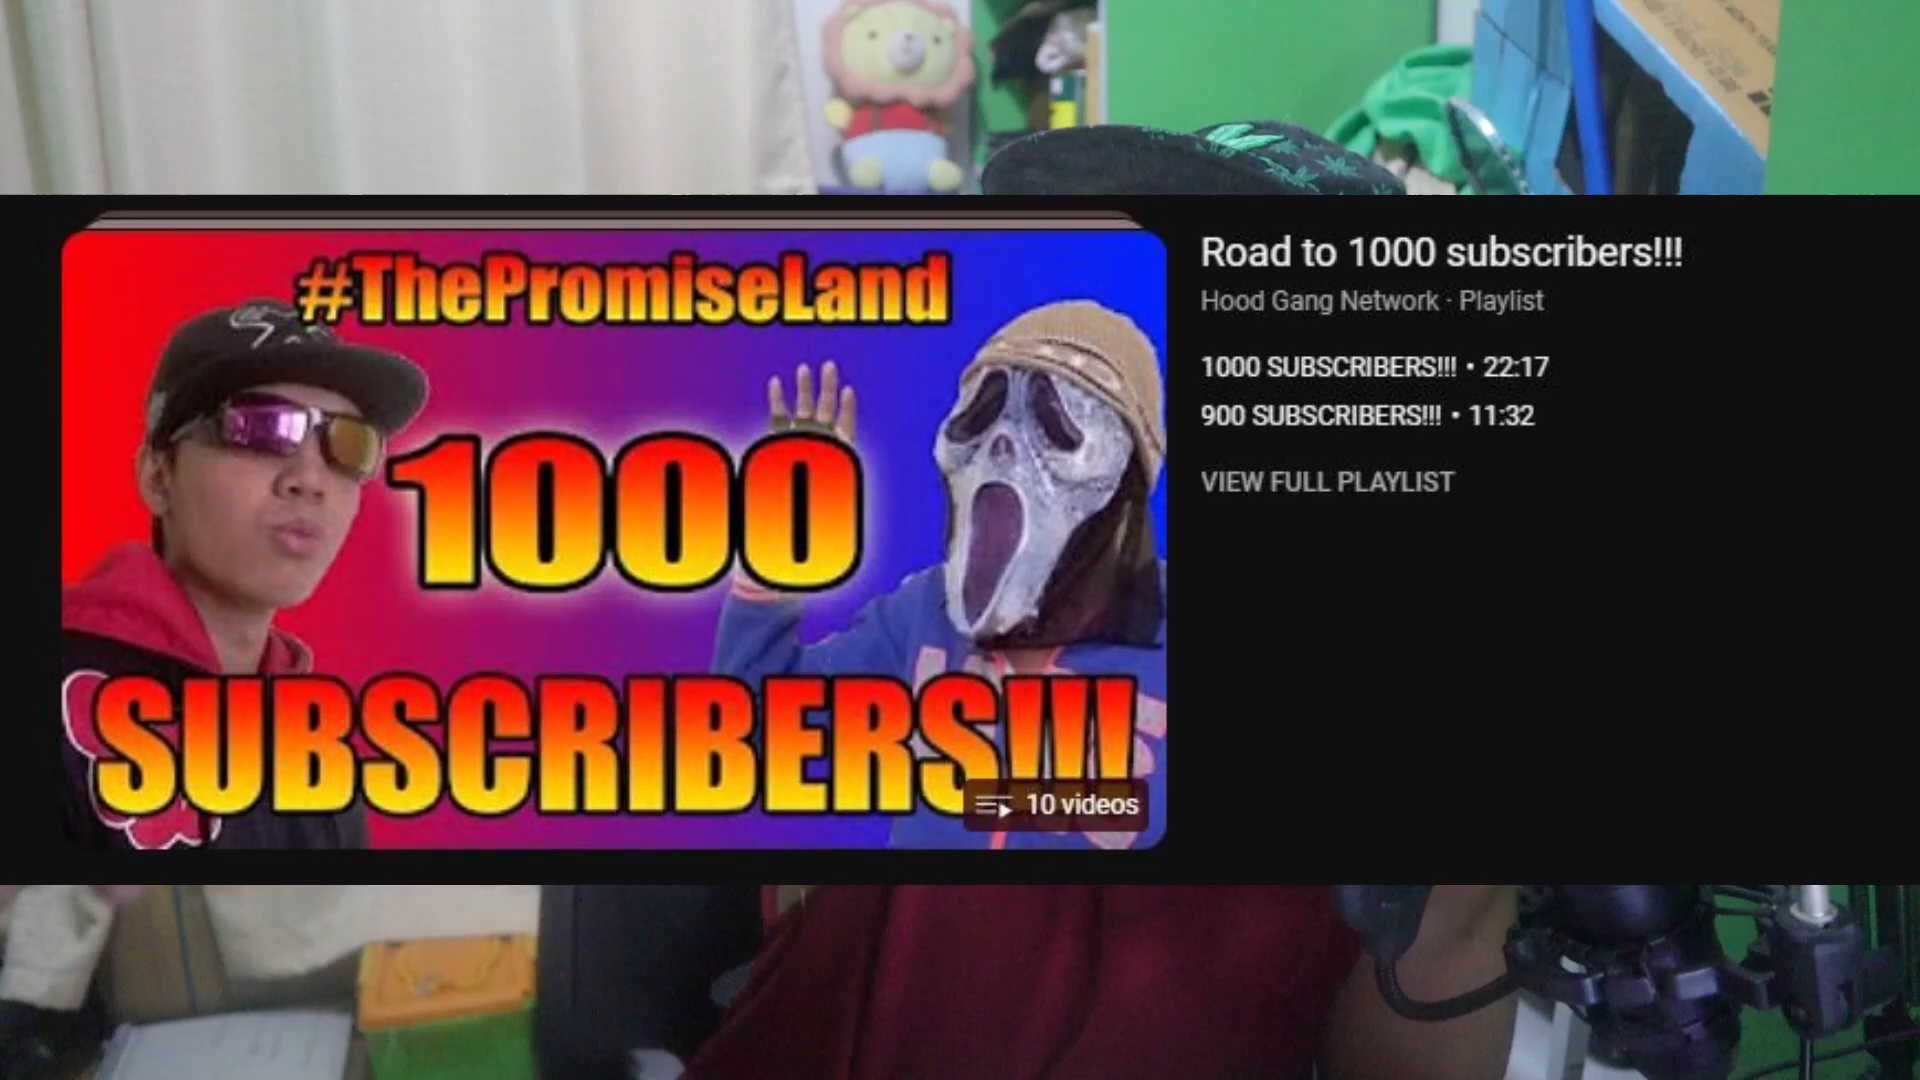 #ThePromiseLand
1000
SUBSCRIBERS!!!
10 videos
Road to 1000 subscribers!!!
Hood Gang Network · Playlist
1000 SUBSCRIBERS!!! • 22:17
900 SUBSCRIBERS!!! • 11:32
VIEW FULL PLAYLIST